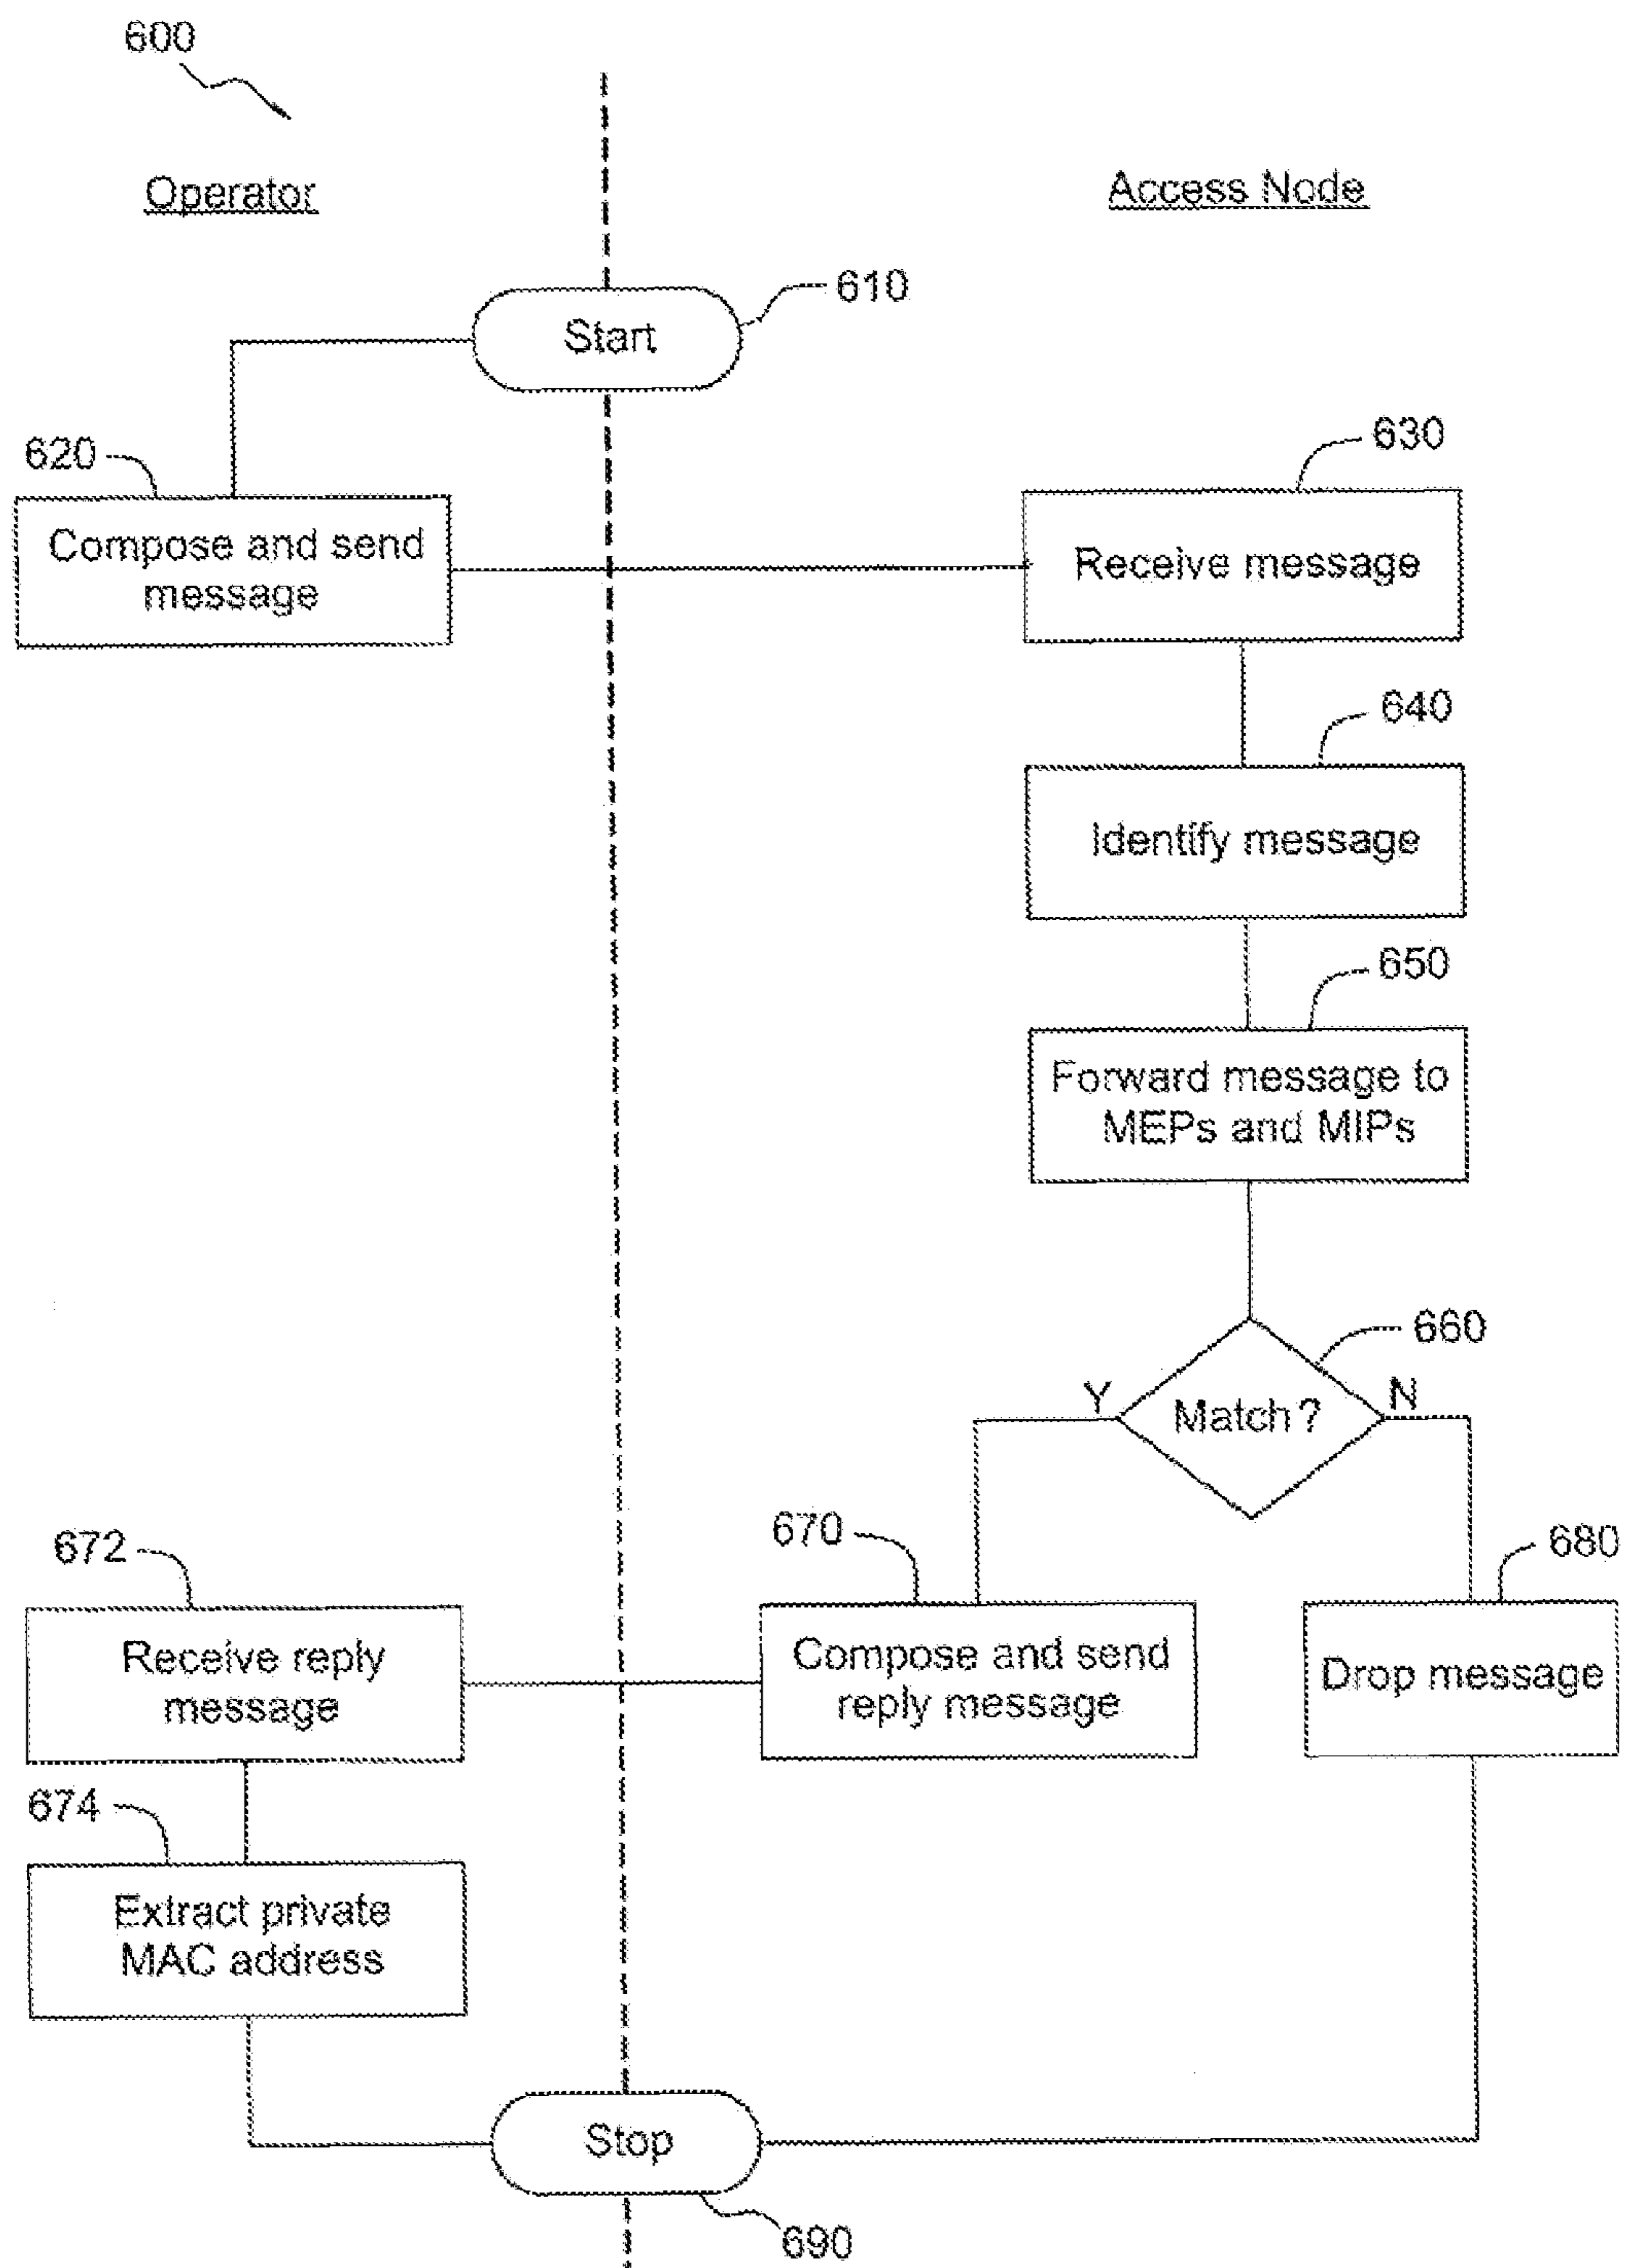 600
Operator
Access Node
610
Start
620
630
Compose and send
message
Receive message
640
Identify message
650
Forward message to
MEPs and MIPs
660
Y
N
Match?
670
672
680
Receive reply
message
Compose and send
reply message
Drop message
674
Extract private
MAC address
Stop
690